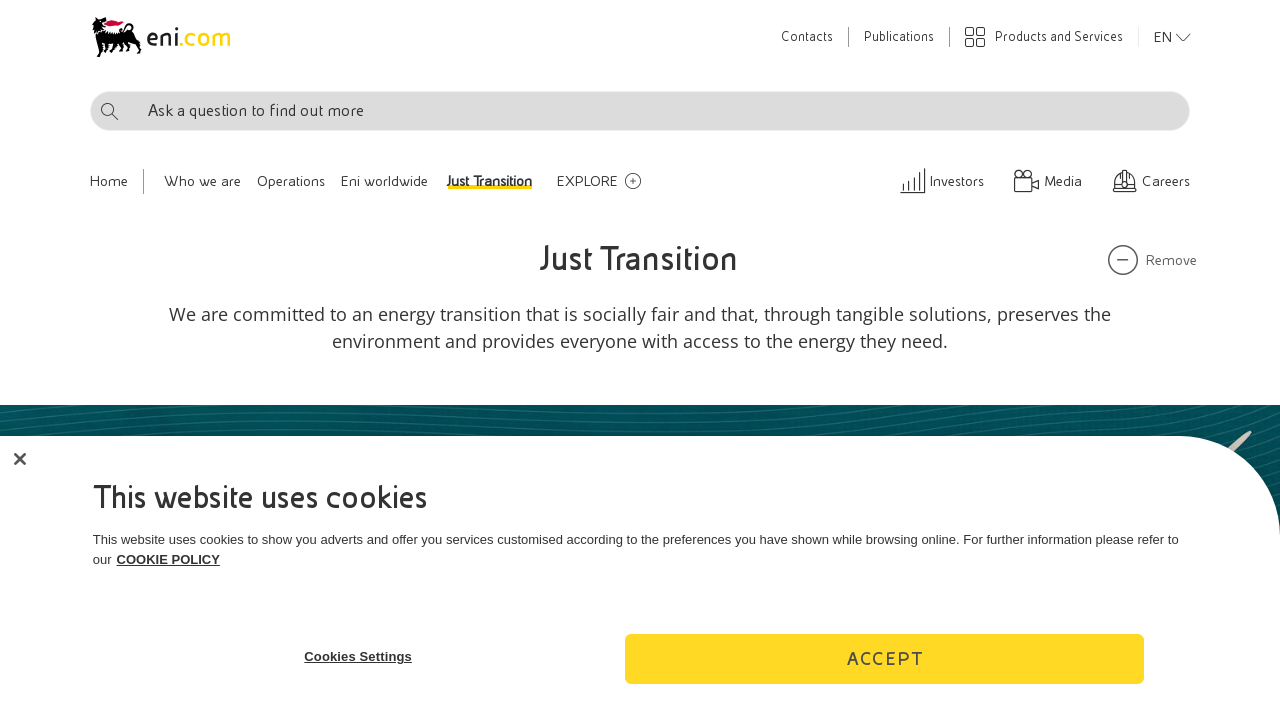 eni.com
Contacts
Publications
Products and Services
EN
Ask a question to find out more
Home
Who we are
Operations
Eni worldwide
Just Transition
EXPLORE
Investors
Media
Careers
Just Transition
Remove
We are committed to an energy transition that is socially fair and that, through tangible solutions, preserves the
environment and provides everyone with access to the energy they need.
This website uses cookies
This website uses cookies to show you adverts and offer you services customised according to the preferences you have shown while browsing online. For further information please refer to
our COOKIE POLICY
Cookies Settings
ACCEPT